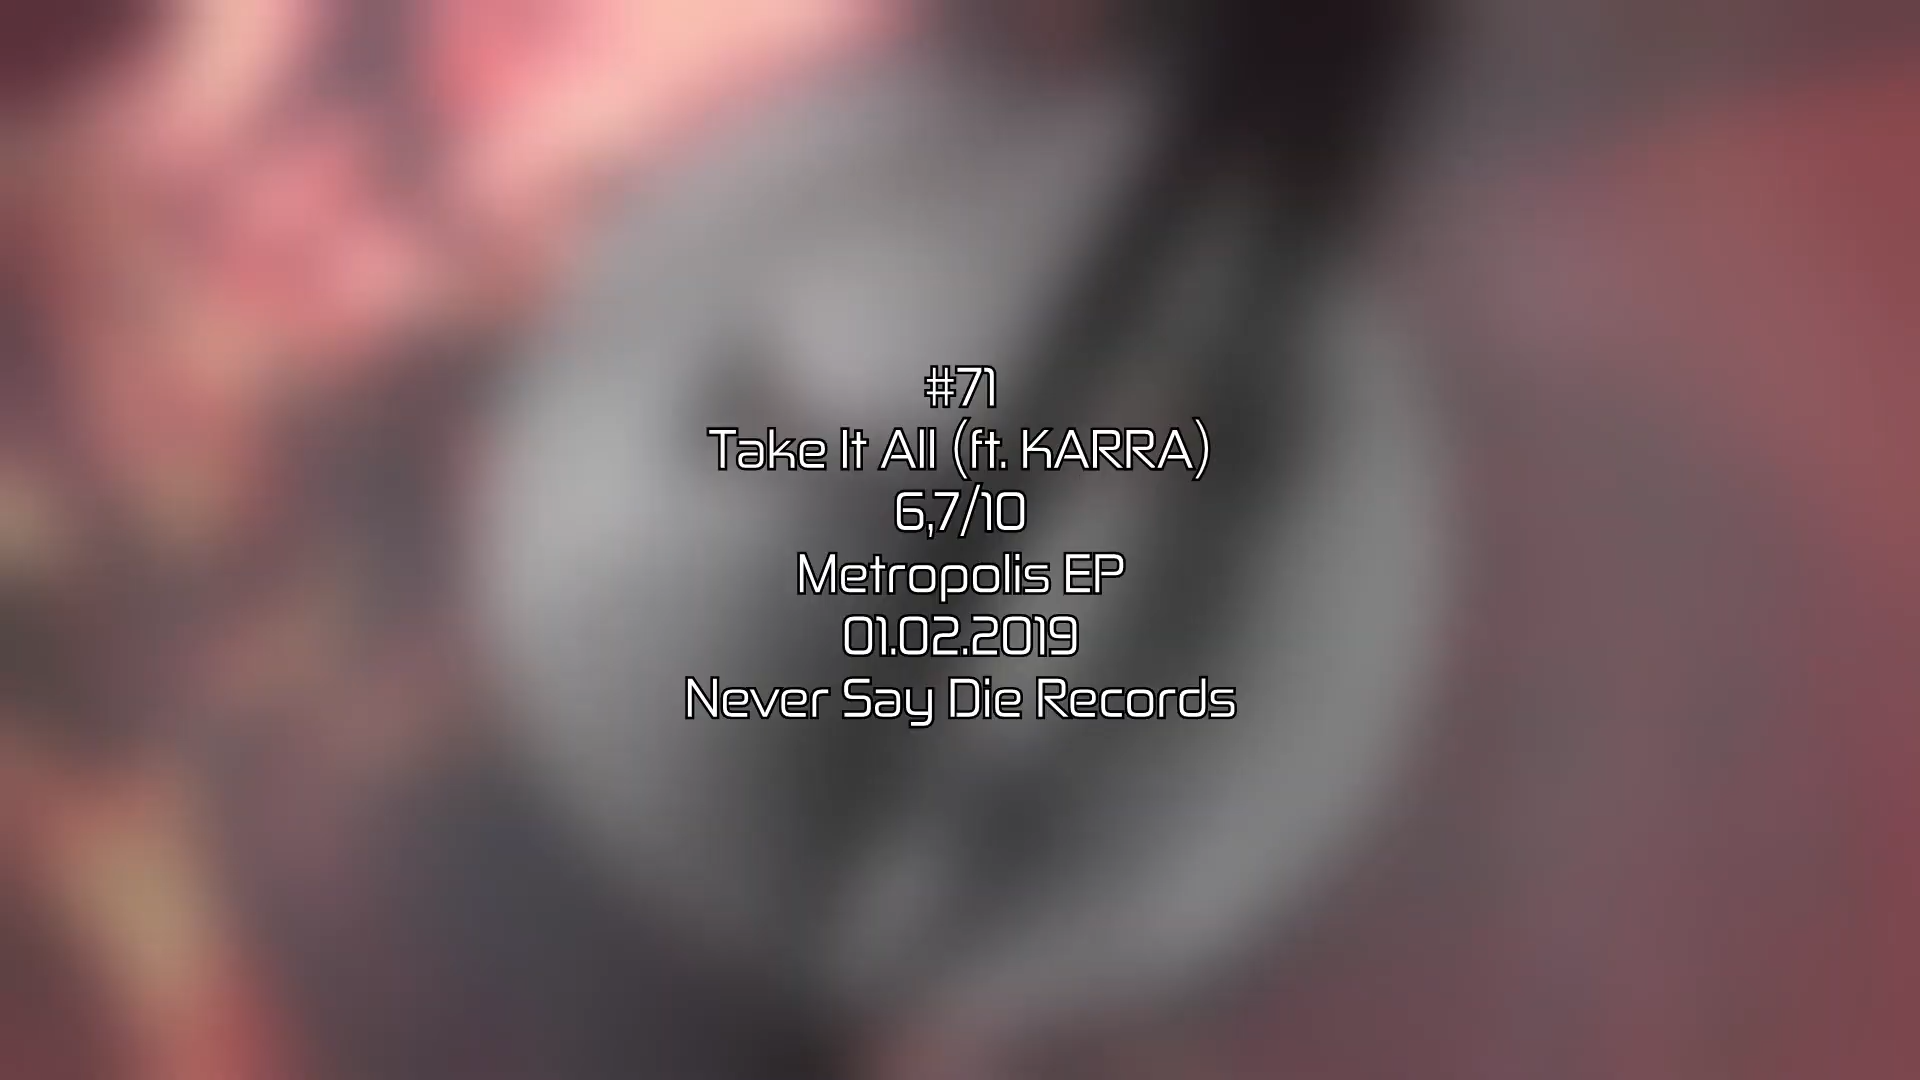 #71
Take It All (ft. KARRA)
6,7/10
Metropolis EP
01.02.2019
Never Say Die Records